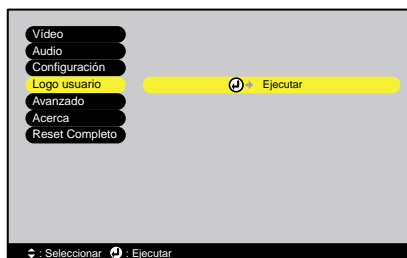 Vídeo
Audio
Configuración
Logo usuario Ejecutar
Avanzado
Acerca
Reset Completo
: Seleccionar : Ejecutar